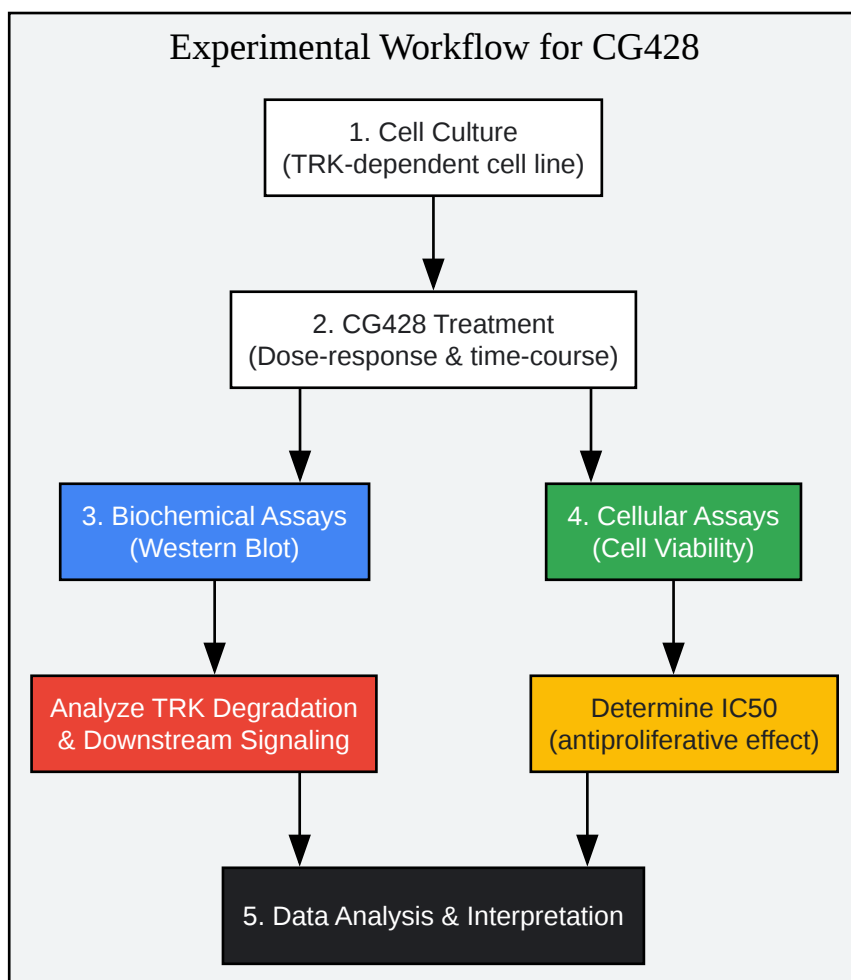 Experimental Workflow for CG428
1. Cell Culture
(TRK-dependent cell line)
2. CG428 Treatment
(Dose-response & time-course)
3. Biochemical Assays
(Western Blot)
4. Cellular Assays
(Cell Viability)
Analyze TRK Degradation
& Downstream Signaling
Determine IC50
(antiproliferative effect)
5. Data Analysis & Interpretation